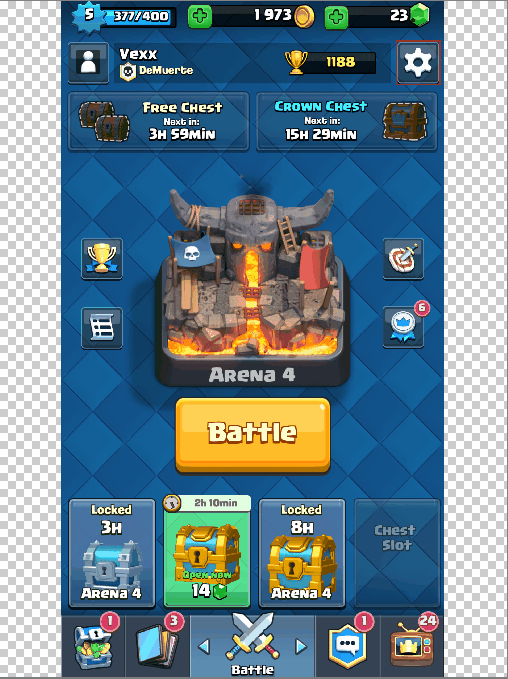 5
377/400
1 973
23
Vexx
DeMuerte
1188
Free Chest
Next in:
3h 59min
Crown Chest
Next in:
15h 29min
6
Arena 4
Battle
Locked
3h
Arena 4
2h 10min
Open now
14
Locked
8h
Arena 4
Chest
Slot
1
3
Battle
1
24